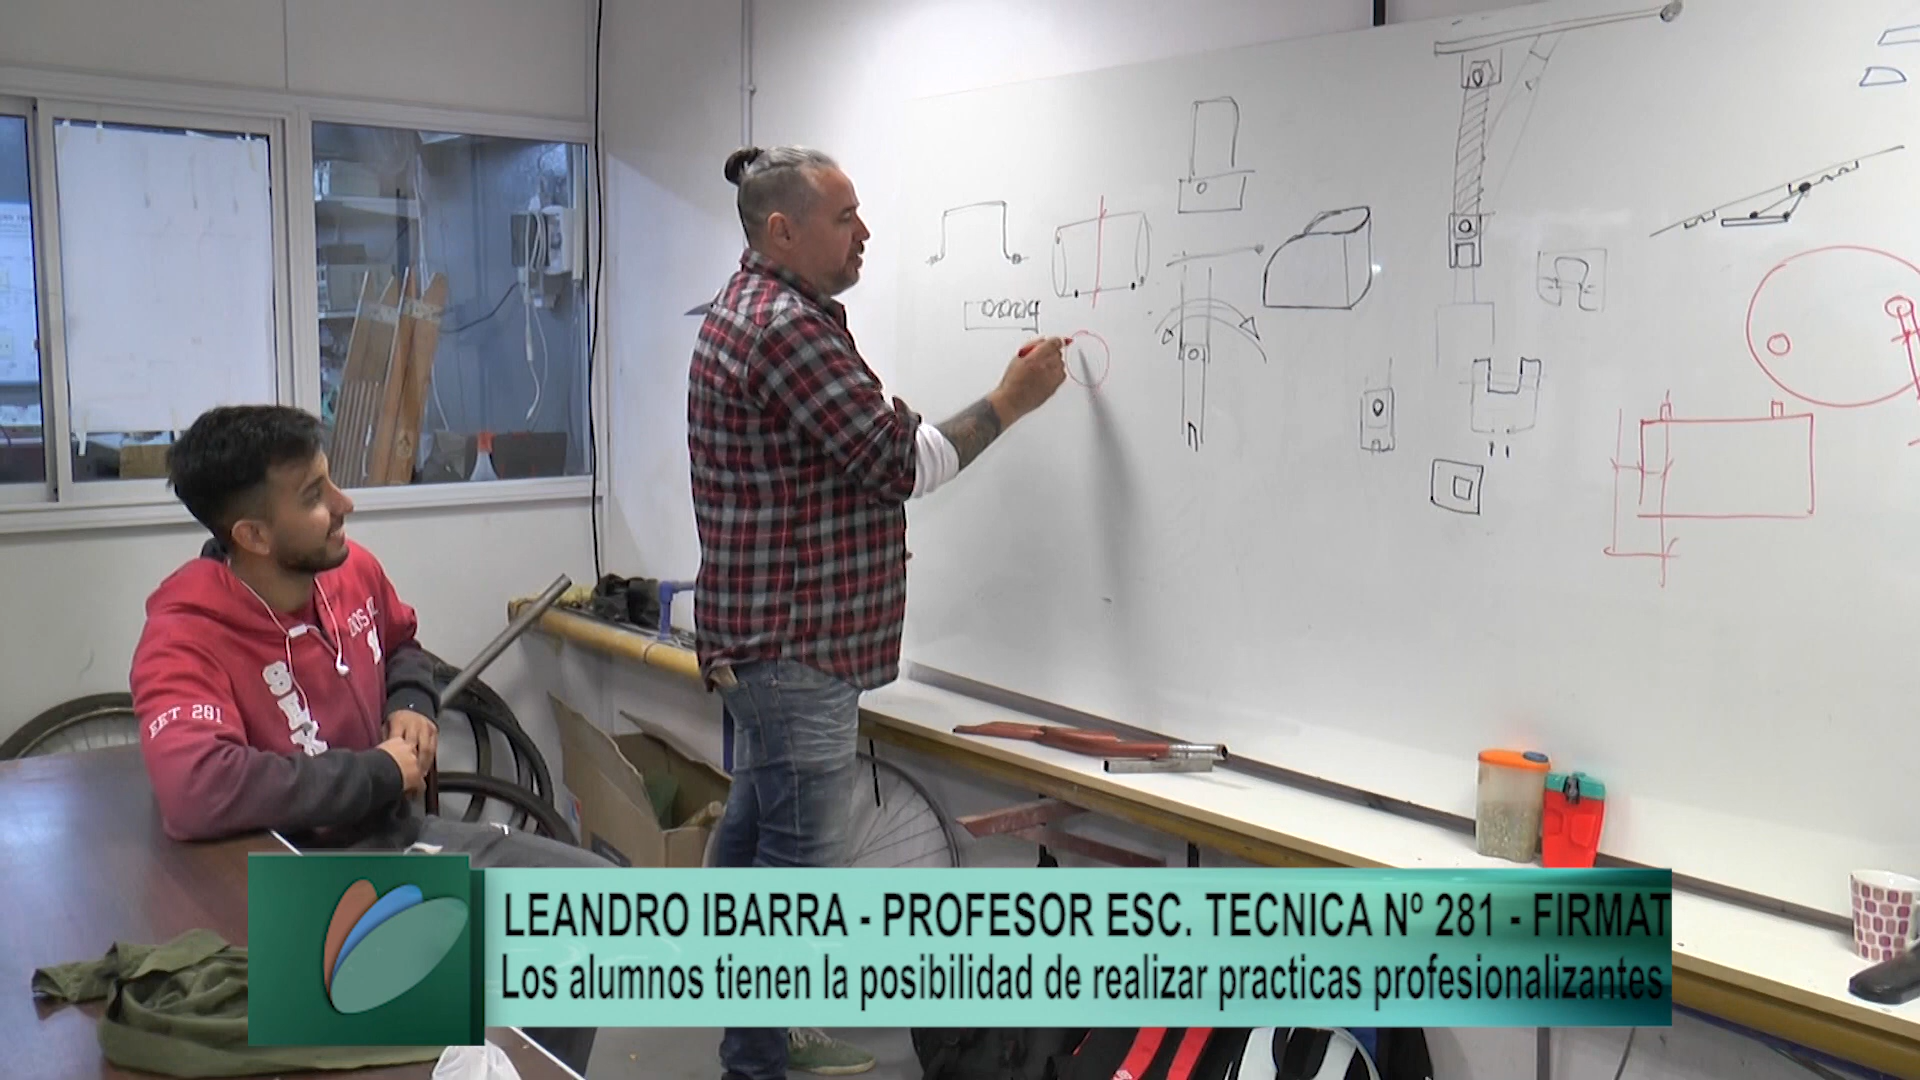 EET 281
LEANDRO IBARRA - PROFESOR ESC. TECNICA Nº 281 - FIRMAT
Los alumnos tienen la posibilidad de realizar practicas profesionalizantes